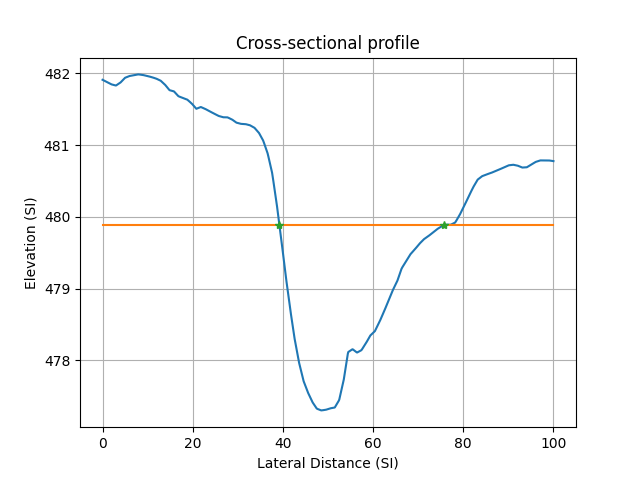 Cross-sectional profile
482
481
480
479
478
Elevation (SI)
0 20 40 60 80 100
Lateral Distance (SI)